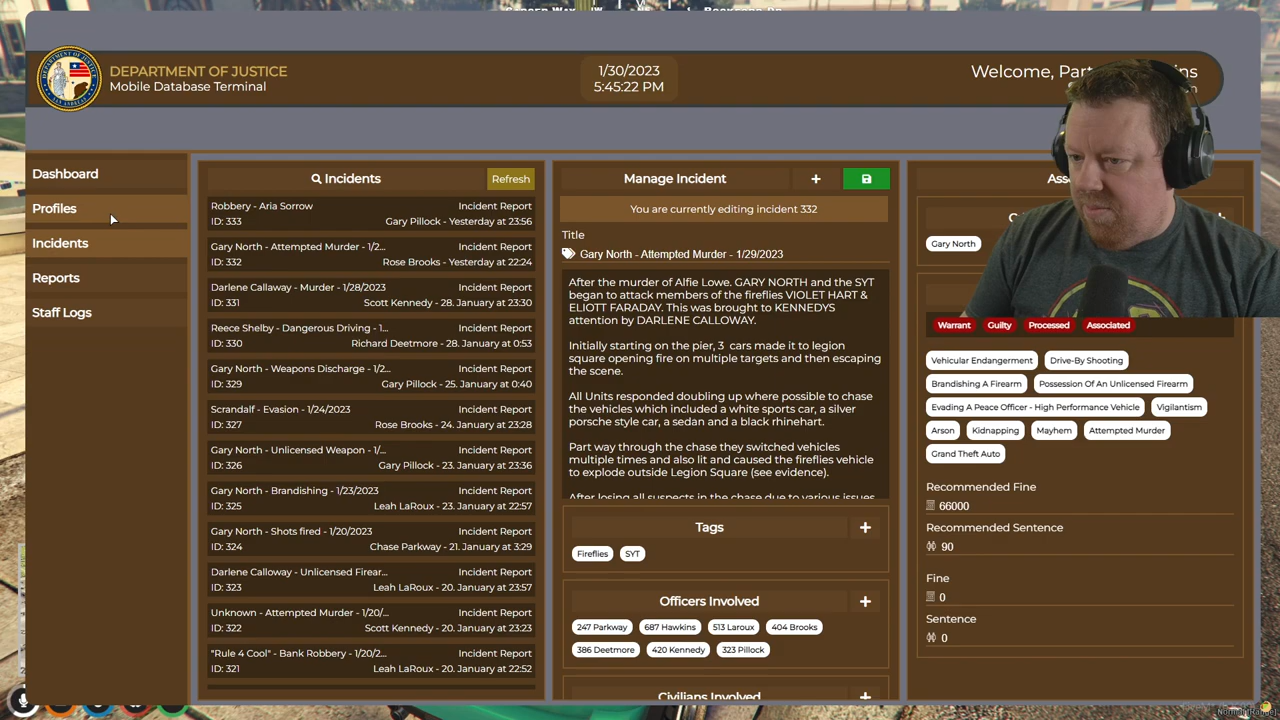 DEPARTMENT OF JUSTICE
Mobile Database Terminal
1/30/2023
5:45:22 PM
Welcome,
Dashboard
Profiles
Incidents
Reports
Staff Logs
Incidents
Refresh
Robbery - Aria Sorrow Incident Report
ID: 333 Gary Pillock - Yesterday at 23:56
Gary North - Attempted Murder - 1/2... Incident Report
ID: 332 Rose Brooks - Yesterday at 22:24
Darlene Callaway - Murder - 1/28/2023 Incident Report
ID: 331 Scott Kennedy - 28. January at 23:30
Reece Shelby - Dangerous Driving - 1... Incident Report
ID: 330 Richard Deetmore - 28. January at 0:53
Gary North - Weapons Discharge - 1/2... Incident Report
ID: 329 Gary Pillock - 25. January at 0:40
Scrandalf - Evasion - 1/24/2023 Incident Report
ID: 327 Rose Brooks - 24. January at 23:28
Gary North - Unlicensed Weapon - 1/... Incident Report
ID: 326 Gary Pillock - 23. January at 23:36
Gary North - Brandishing - 1/23/2023 Incident Report
ID: 325 Leah LaRoux - 23. January at 22:57
Gary North - Shots fired - 1/20/2023 Incident Report
ID: 324 Chase Parkway - 21. January at 3:29
Darlene Calloway - Unlicensed Firear... Incident Report
ID: 323 Leah LaRoux - 20. January at 23:57
Unknown - Attempted Murder - 1/20/... Incident Report
ID: 322 Scott Kennedy - 20. January at 23:23
"Rule 4 Cool" - Bank Robbery - 1/20/2... Incident Report
ID: 321 Leah LaRoux - 20. January at 22:52
Manage Incident
You are currently editing incident 332
Title
Gary North - Attempted Murder - 1/29/2023
After the murder of Alfie Lowe. GARY NORTH and the SYT
began to attack members of the fireflies VIOLET HART &
ELIOTT FARADAY. This was brought to KENNEDYS
attention by DARLENE CALLOWAY.
Initially starting on the pier, 3 cars made it to legion
square opening fire on multiple targets and then escaping
the scene.
All Units responded doubling up where possible to chase
the vehicles which included a white sports car, a silver
porsche style car, a sedan and a black rhinehart.
Part way through the chase they switched vehicles
multiple times and also lit and caused the fireflies vehicle
to explode outside Legion Square (see evidence).
After losing all suspects in the chase due to various issues
Tags
Fireflies SYT
Officers Involved
247 Parkway 687 Hawkins 513 Laroux 404 Brooks
386 Deetmore 420 Kennedy 323 Pillock
Civilians Involved
Gary North
Warrant Guilty Processed Associated
Vehicular Endangerment Drive-By Shooting
Brandishing A Firearm Possession Of An Unlicensed Firearm
Evading A Peace Officer - High Performance Vehicle Vigilantism
Arson Kidnapping Mayhem Attempted Murder
Grand Theft Auto
Recommended Fine
66000
Recommended Sentence
90
Fine
0
Sentence
0